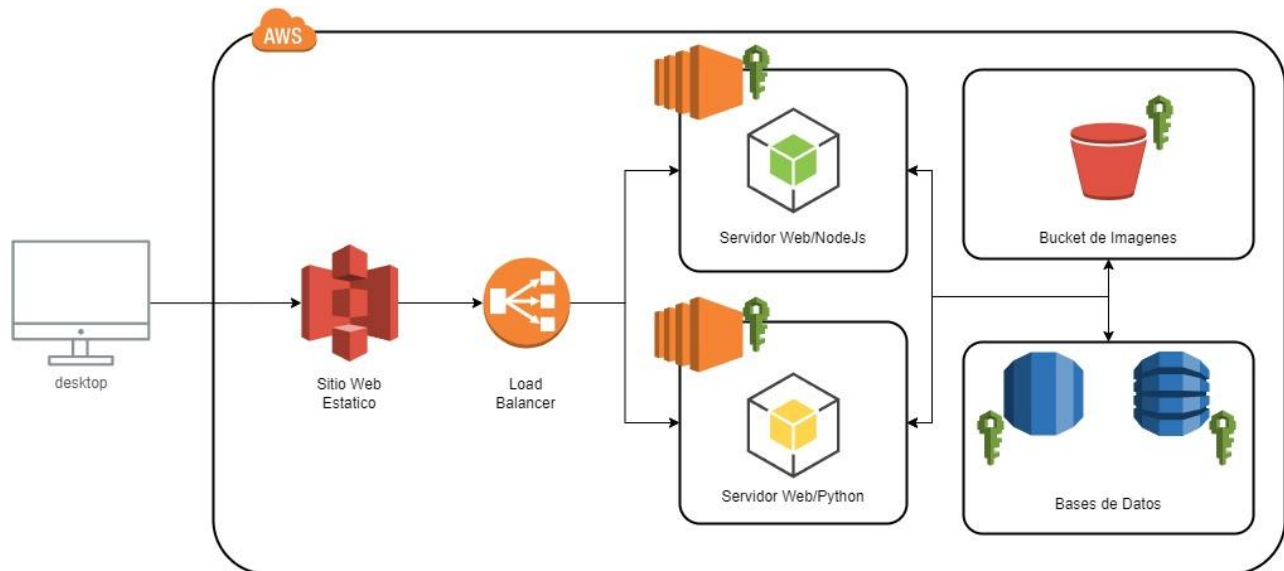 AWS
desktop
Sitio Web
Estatico
Load
Balancer
Servidor Web/NodeJs
Servidor Web/Python
Bucket de Imagenes
Bases de Datos